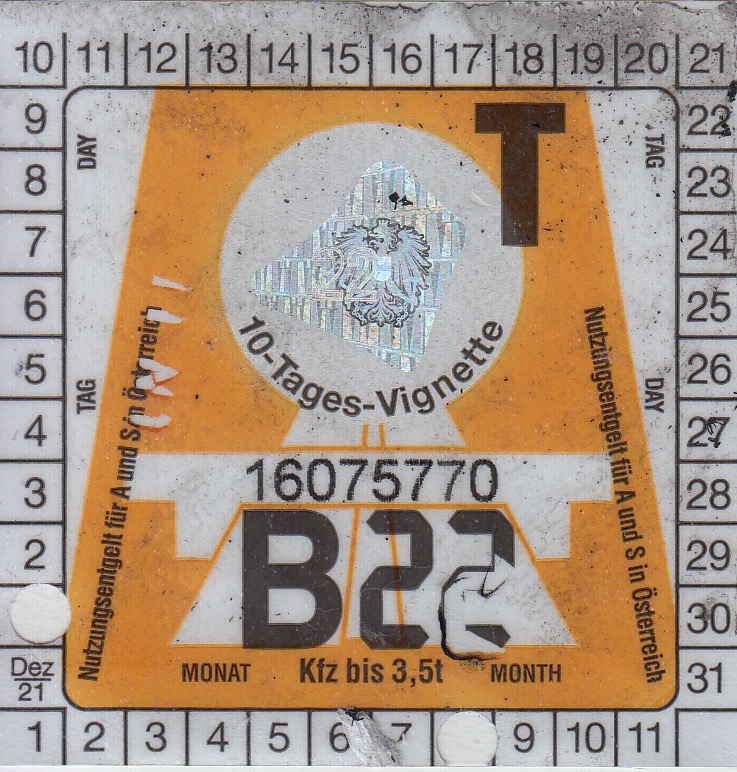 10 11 12 13 14 15 16 17 18 19 20 21
9 22
8 23
7 24
6 25
5 26
4 27
3 28
2 29
30
Dez
21
31
1 2 3 4 5 6 7 9 10 11
DAY
TAG
T
TAG
DAY
22
10-Tages-Vignette
Nutzungsentgelt für A und S in Österreich
Nutzungsentgelt für A und S in Österreich
16075770
B22
MONAT Kfz bis 3,5t MONTH